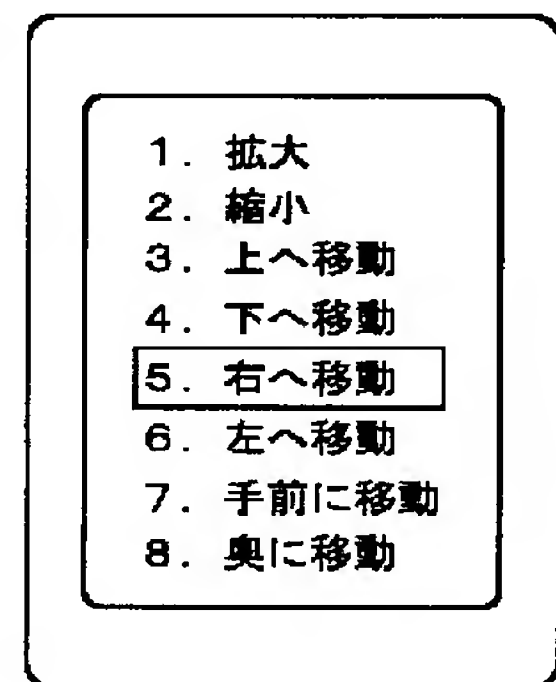 1. 拡大
2. 縮小
3. 上へ移動
4. 下へ移動
5. 右へ移動
6. 左へ移動
7. 手前に移動
8. 奥に移動